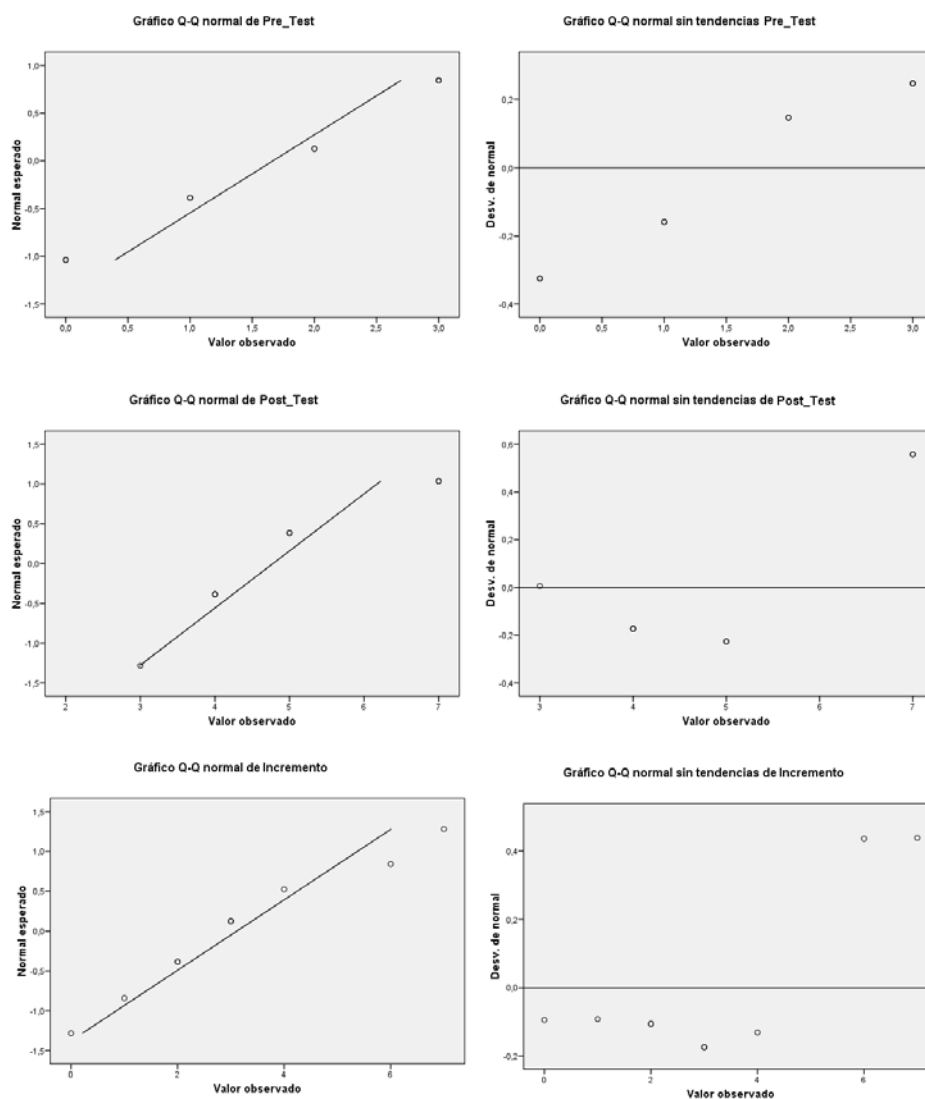 Gráfico Q-Q normal de Pre_Test
Normal esperado
1,0
0,5
0,0
-0,5
-1,0
-1,5
0,0 0,5 1,0 1,5 2,0 2,5 3,0
Valor observado
Gráfico Q-Q normal sin tendencias Pre_Test
Desv. de normal
0,2
0,0
-0,2
-0,4
0,0 0,5 1,0 1,5 2,0 2,5 3,0
Valor observado
Gráfico Q-Q normal de Post_Test
Normal esperado
1,5
1,0
0,5
0,0
-0,5
-1,0
-1,5
2 3 4 5 6 7
Valor observado
Gráfico Q-Q normal sin tendencias de Post_Test
Desv. de normal
0,6
0,4
0,2
0,0
-0,2
-0,4
3 4 5 6 7
Valor observado
Gráfico Q-Q normal de Incremento
Normal esperado
1,5
1,0
0,5
0,0
-0,5
-1,0
-1,5
0 2 4 6
Valor observado
Gráfico Q-Q normal sin tendencias de Incremento
Desv. de normal
0,4
0,2
0,0
-0,2
0 2 4 6
Valor observado